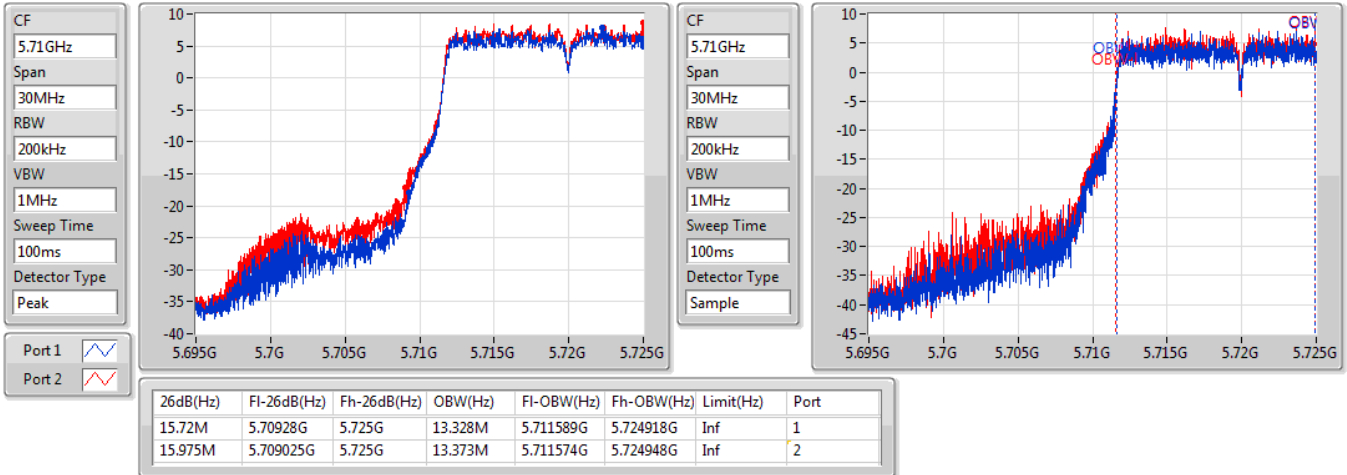 CF
5.71GHz
Span
30MHz
RBW
200kHz
VBW
1MHz
Sweep Time
100ms
Detector Type
Peak
10
5
0
-5
-10
-15
-20
-25
-30
-35
-40
5.695G 5.7G 5.705G 5.71G 5.715G 5.72G 5.725G
CF
5.71GHz
Span
30MHz
RBW
200kHz
VBW
1MHz
Sweep Time
100ms
Detector Type
Sample
10
5
0
-5
-10
-15
-20
-25
-30
-35
-40
-45
OBW
OBW
OBW
5.695G 5.7G 5.705G 5.71G 5.715G 5.72G 5.725G
Port 1
Port 2
26dB(Hz) Fl-26dB(Hz) Fh-26dB(Hz) OBW(Hz) Fl-OBW(Hz) Fh-OBW(Hz) Limit(Hz) Port
15.72M 5.70928G 5.725G 13.328M 5.711589G 5.724918G Inf 1
15.975M 5.709025G 5.725G 13.373M 5.711574G 5.724948G Inf 2